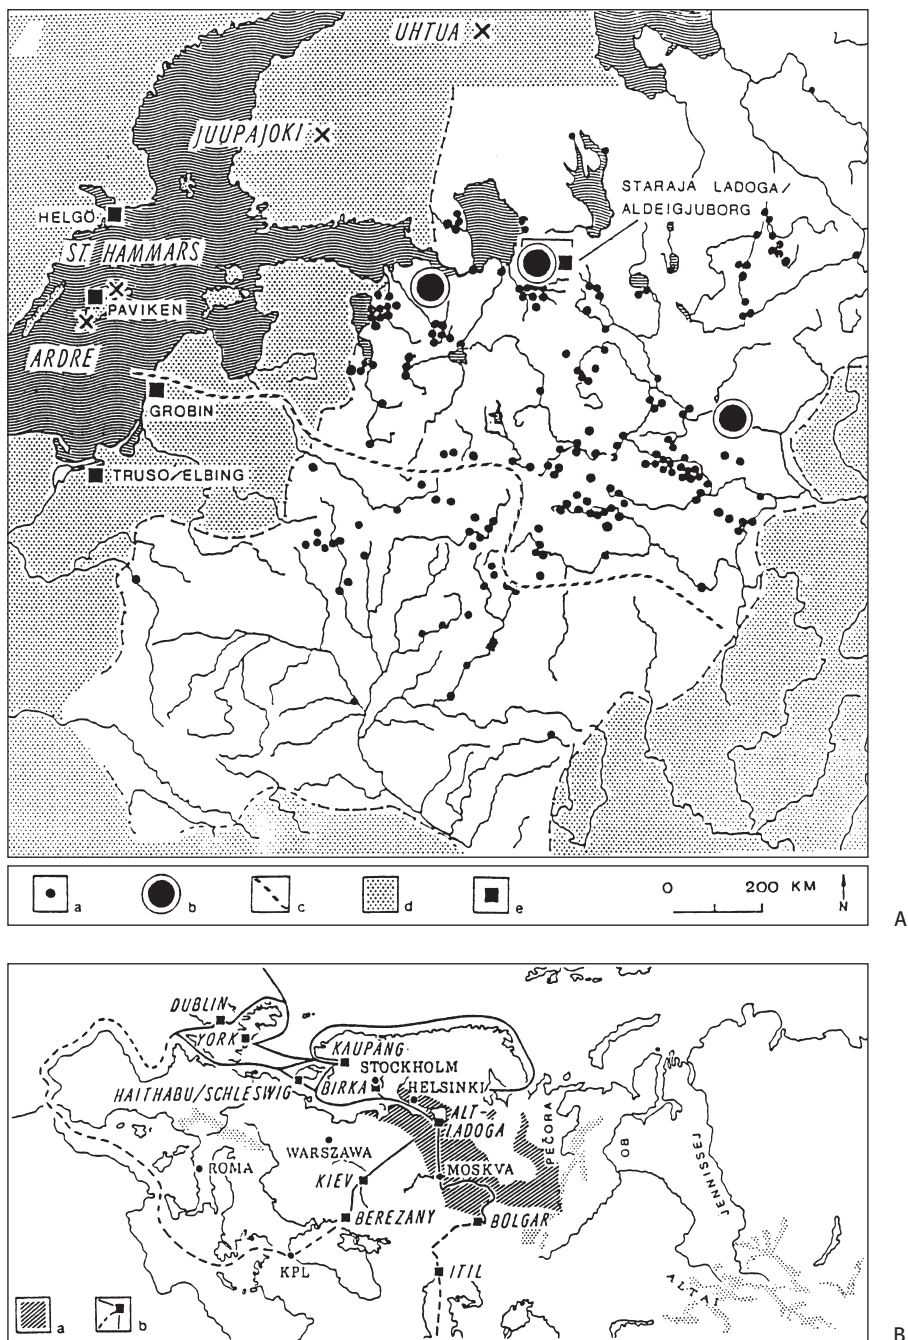 UHTUA
JUUPAJOKI
STARAJA LADOGA/
ALDEIGJUBORG
HELGÖ
ST. HAMMARS
PAVIKEN
ARDRE
GROBIN
TRUSO/ELBING
a
b
c
d
e
0 200 KM
N
A
DUBLIN
YORK
KAUPANG
STOCKHOLM
BIRKA
HELSINKI
HAITHABU/SCHLESWIG
ALT-
LADOGA
PEČORA
OB
JENNISSEJ
WARSZAWA
ROMA
MOSKVA
KIEV
BEREZANY
BOLGAR
KPL
ITIL
ALTAI
a
b
B